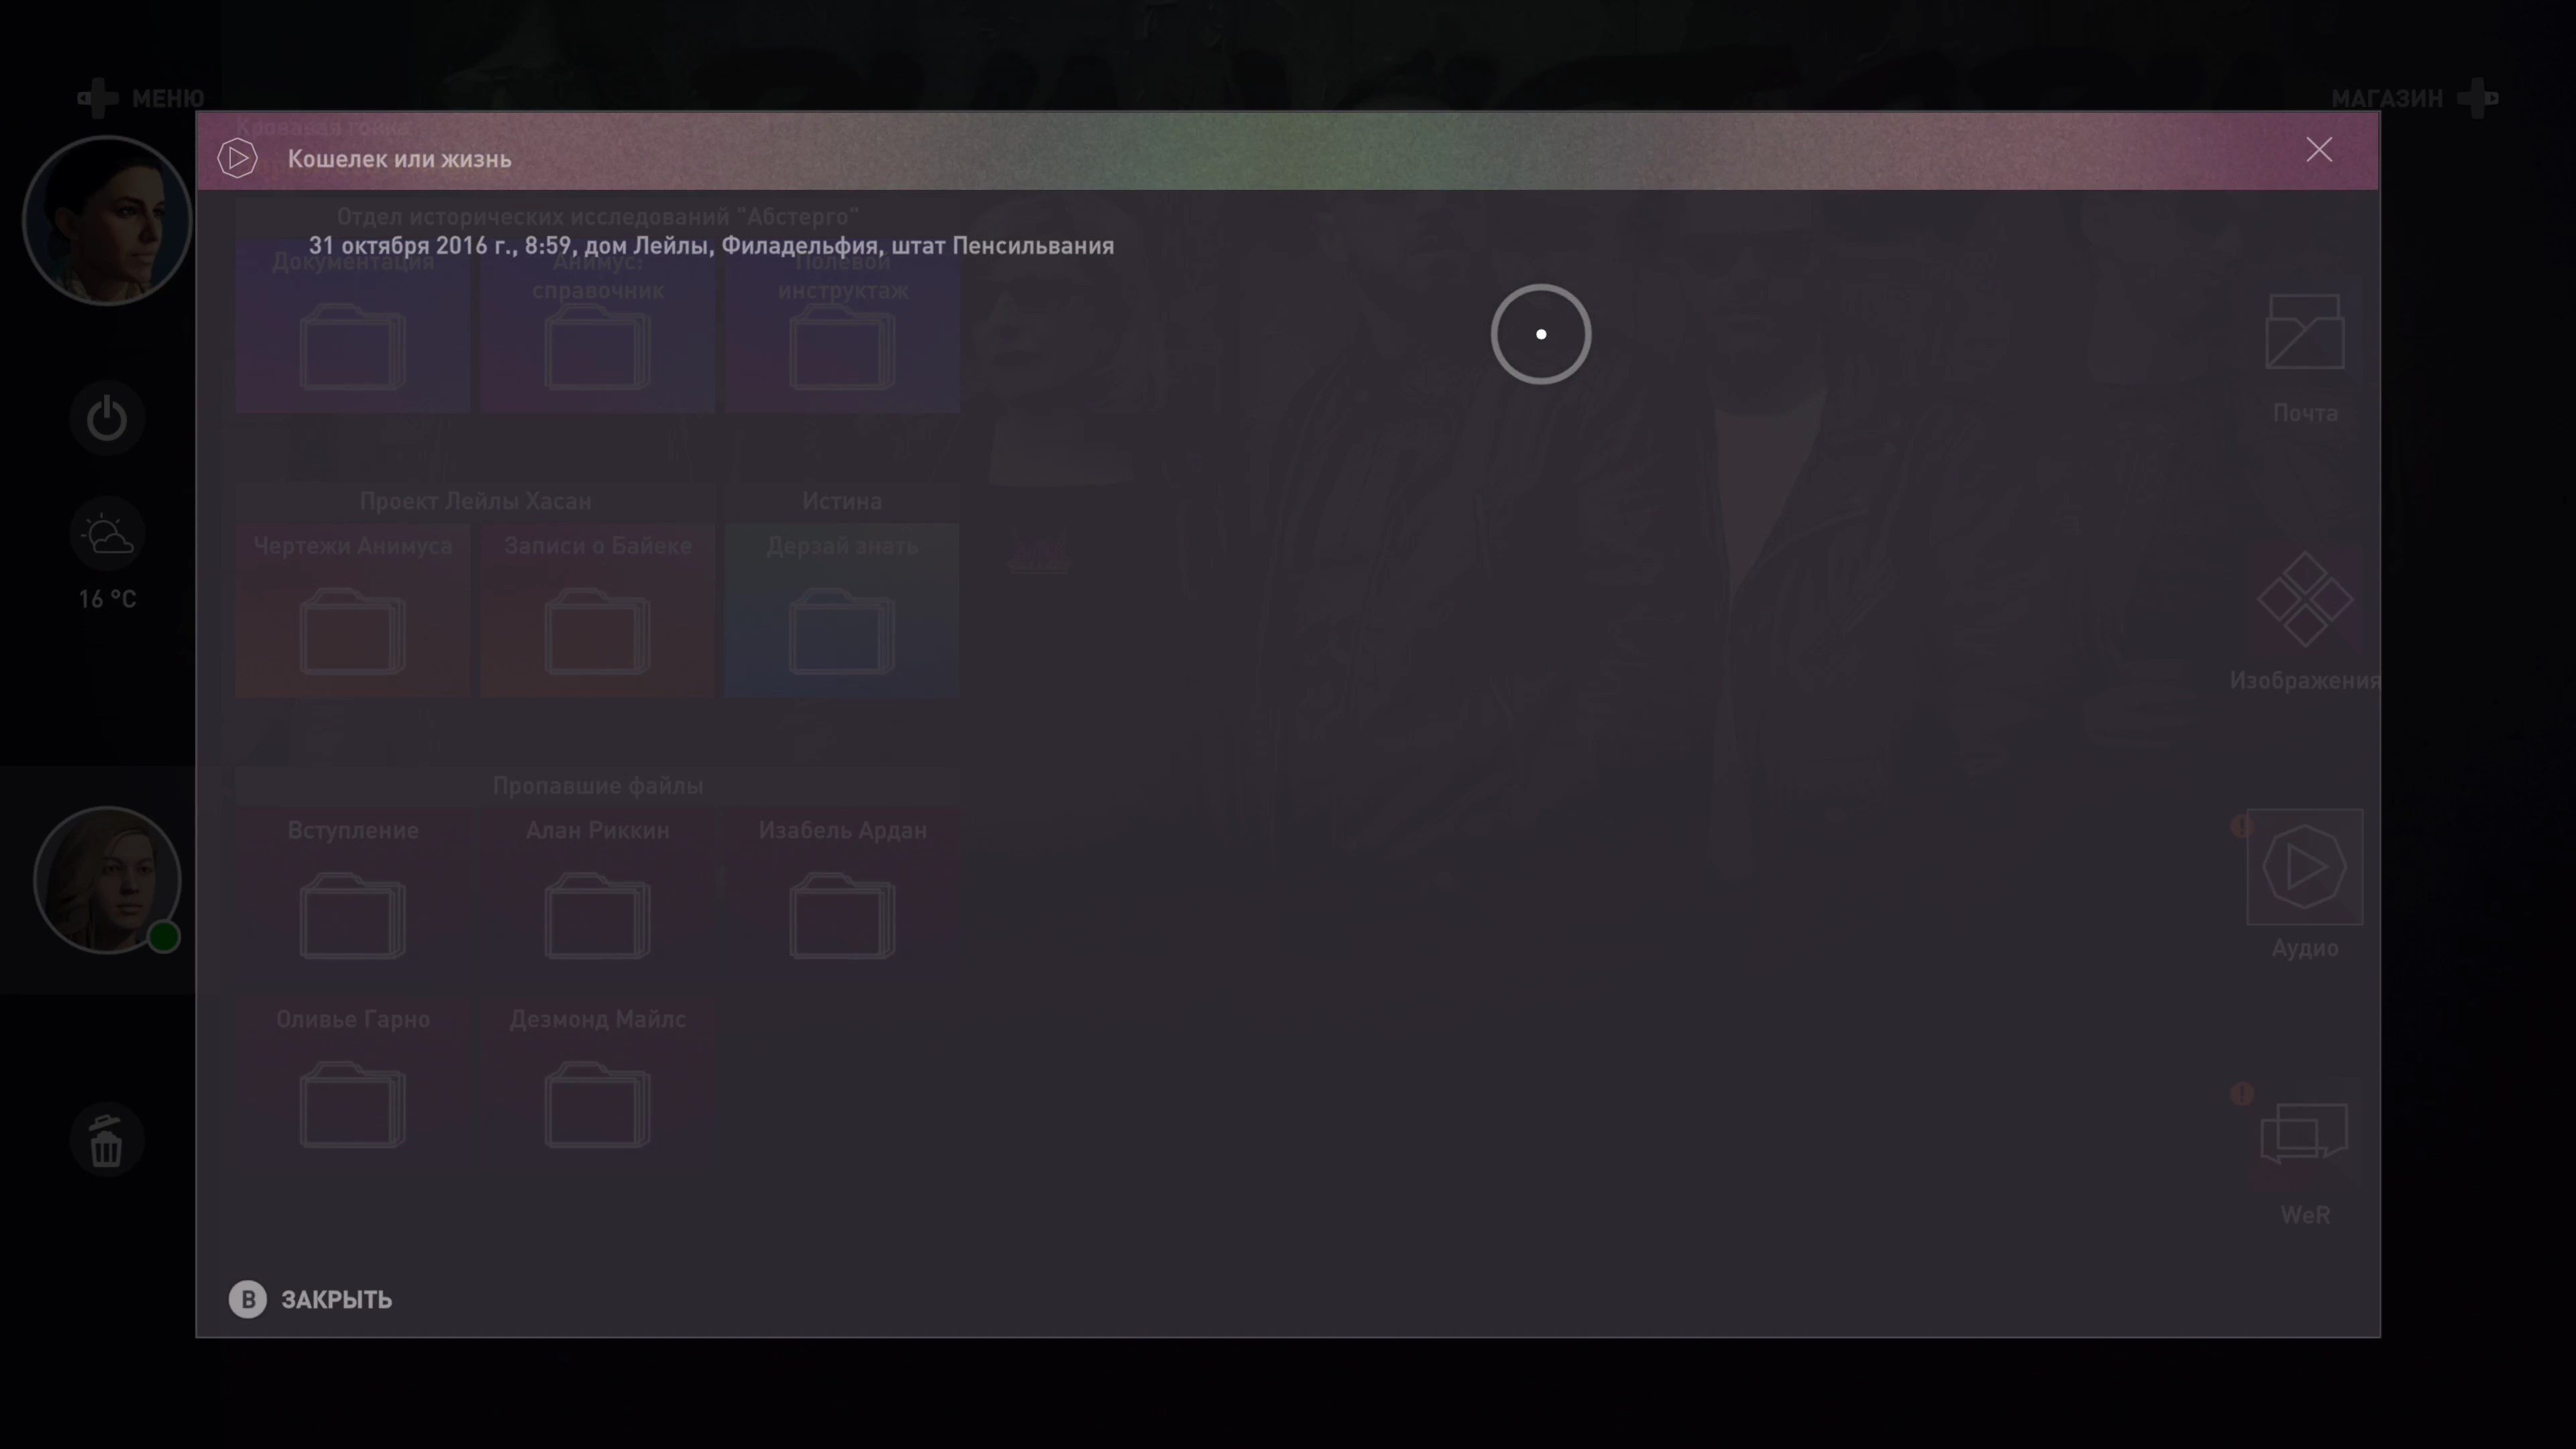 МЕНЮ
МАГАЗИН
Кровавая гонка
Кошелек или жизнь
Отдел исторических исследований "Абстерго"
31 октября 2016 г., 8:59, дом Лейлы, Филадельфия, штат Пенсильвания
Документация
Анимус:
справочник
Полевой
инструктаж
Почта
Проект Лейлы Хасан
Истина
Чертежи Анимуса
Записи о Байеке
Дерзай знать
16 °C
Изображения
Пропавшие файлы
Вступление
Алан Риккин
Изабель Ардан
Аудио
Оливье Гарно
Дезмонд Майлс
WeR
B ЗАКРЫТЬ